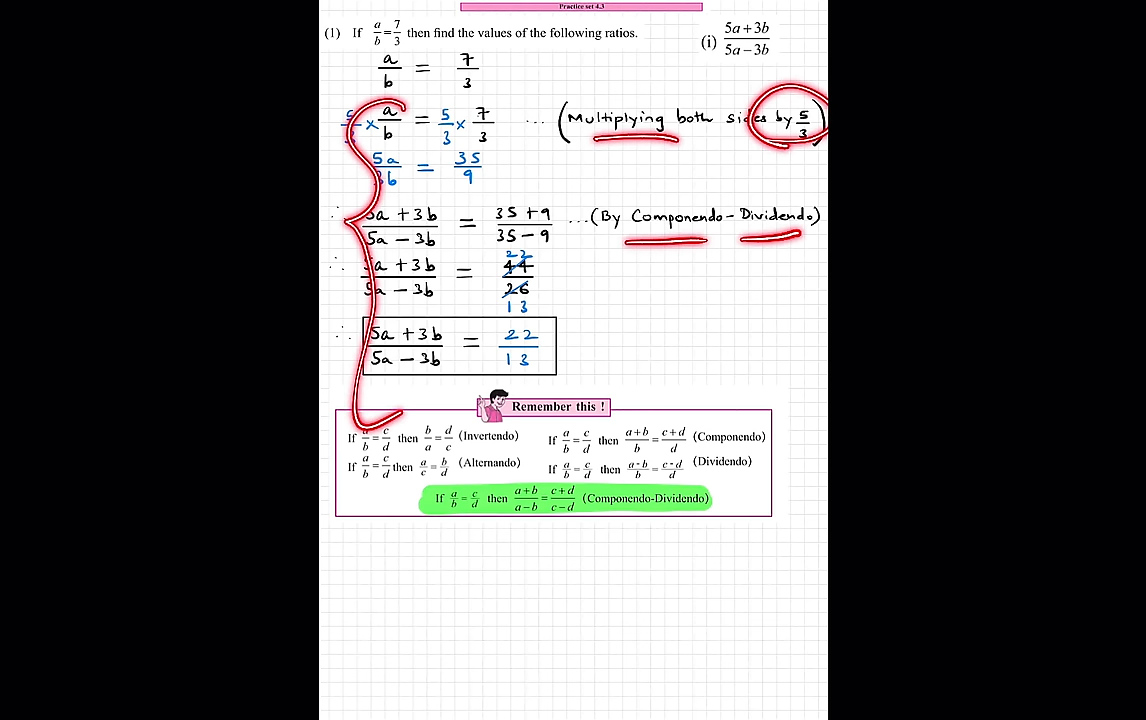 Practice set 4.3
(1) If a/b = 7/3 then find the values of the following ratios. (i) 5a + 3b / 5a − 3b
a/b = 7/3
5/3 × a/b = 5/3 × 7/3 ... (Multiplying both sides by 5/3)
5a/3b = 35/9
∴ 5a + 3b / 5a − 3b = 35 + 9 / 35 − 9 ... (By Componendo - Dividendo)
∴ 5a + 3b / 5a − 3b = 44 / 26 22 / 13
∴ 5a + 3b / 5a − 3b = 22 / 13
Remember this !
If a/b = c/d then b/a = d/c (Invertendo) If a/b = c/d then a+b/b = c+d/d (Componendo)
If a/b = c/d then a/c = b/d (Alternando) If a/b = c/d then a-b/b = c-d/d (Dividendo)
If a/b = c/d then a+b/a−b = c+d/c−d (Componendo-Dividendo)